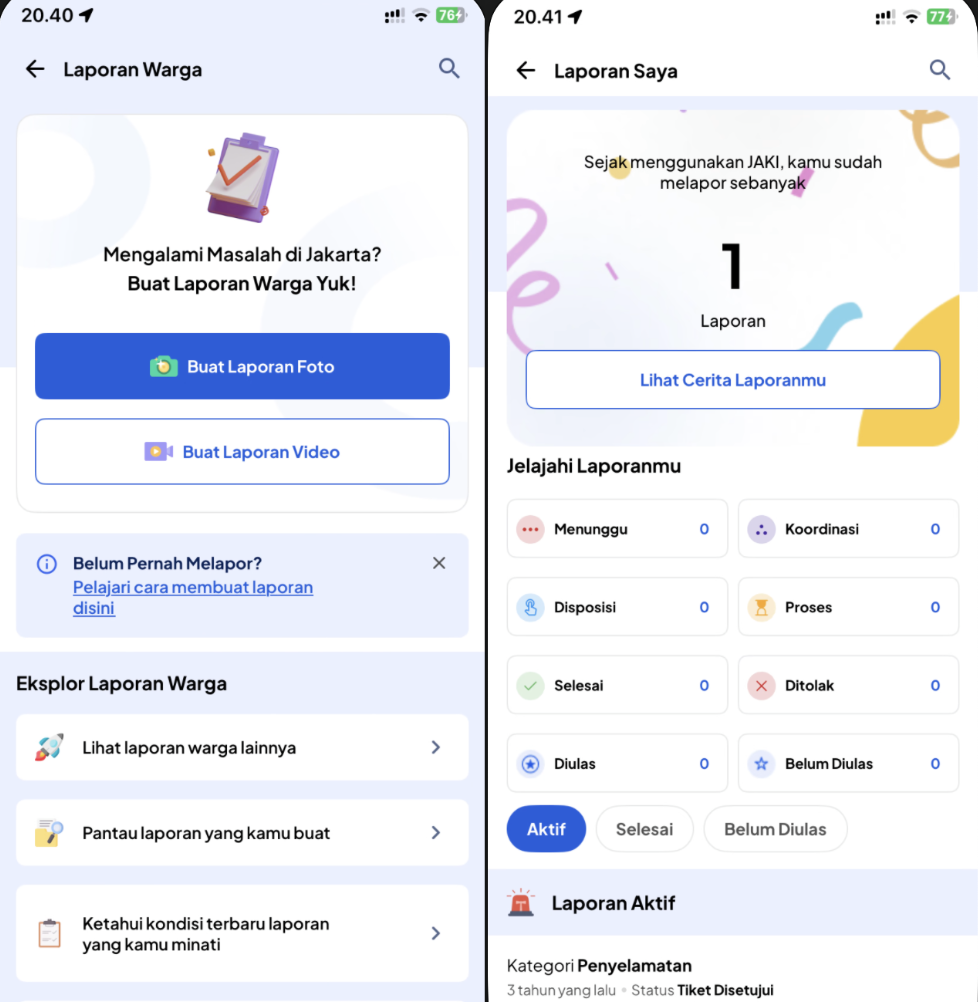 20.40
76
Laporan Warga
Mengalami Masalah di Jakarta?
Buat Laporan Warga Yuk!
Buat Laporan Foto
Buat Laporan Video
Belum Pernah Melapor?
Pelajari cara membuat laporan
disini
Eksplor Laporan Warga
Lihat laporan warga lainnya
Pantau laporan yang kamu buat
Ketahui kondisi terbaru laporan
yang kamu minati
20.41
77
Laporan Saya
Sejak menggunakan JAKI, kamu sudah
melapor sebanyak
1
Laporan
Lihat Cerita Laporanmu
Jelajahi Laporanmu
Menunggu 0
Koordinasi 0
Disposisi 0
Proses 0
Selesai 0
Ditolak 0
Diulas 0
Belum Diulas 0
Aktif
Selesai
Belum Diulas
Laporan Aktif
Kategori Penyelamatan
3 tahun yang lalu • Status Tiket Disetujui